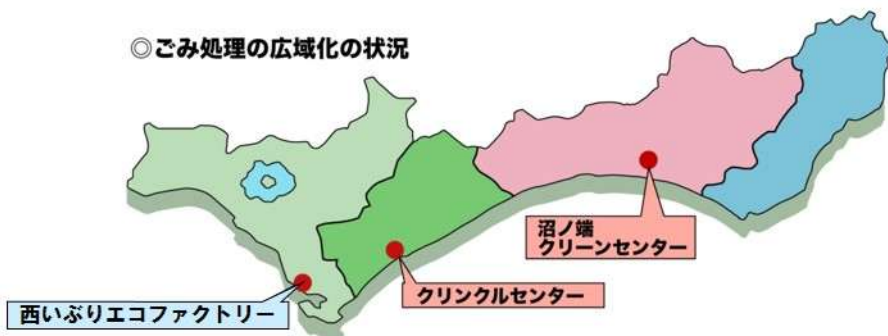 ◎ごみ処理の広域化の状況
沼ノ端
クリーンセンター
クリンクルセンター
西いぶりエコファクトリー